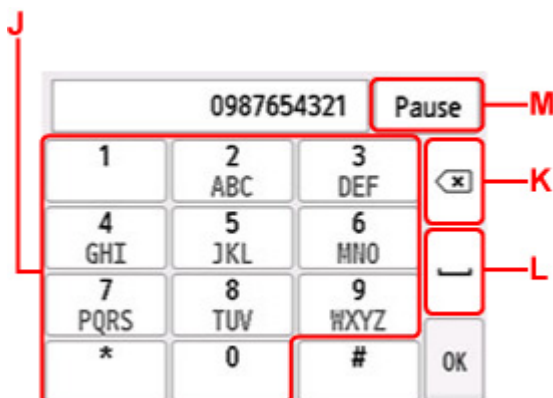 J
0987654321 Pause M
1 2 3
ABC DEF K
4 5 6
GHI JKL MNO
L
7 8 9
PQRS TUV WXYZ
* 0 # OK